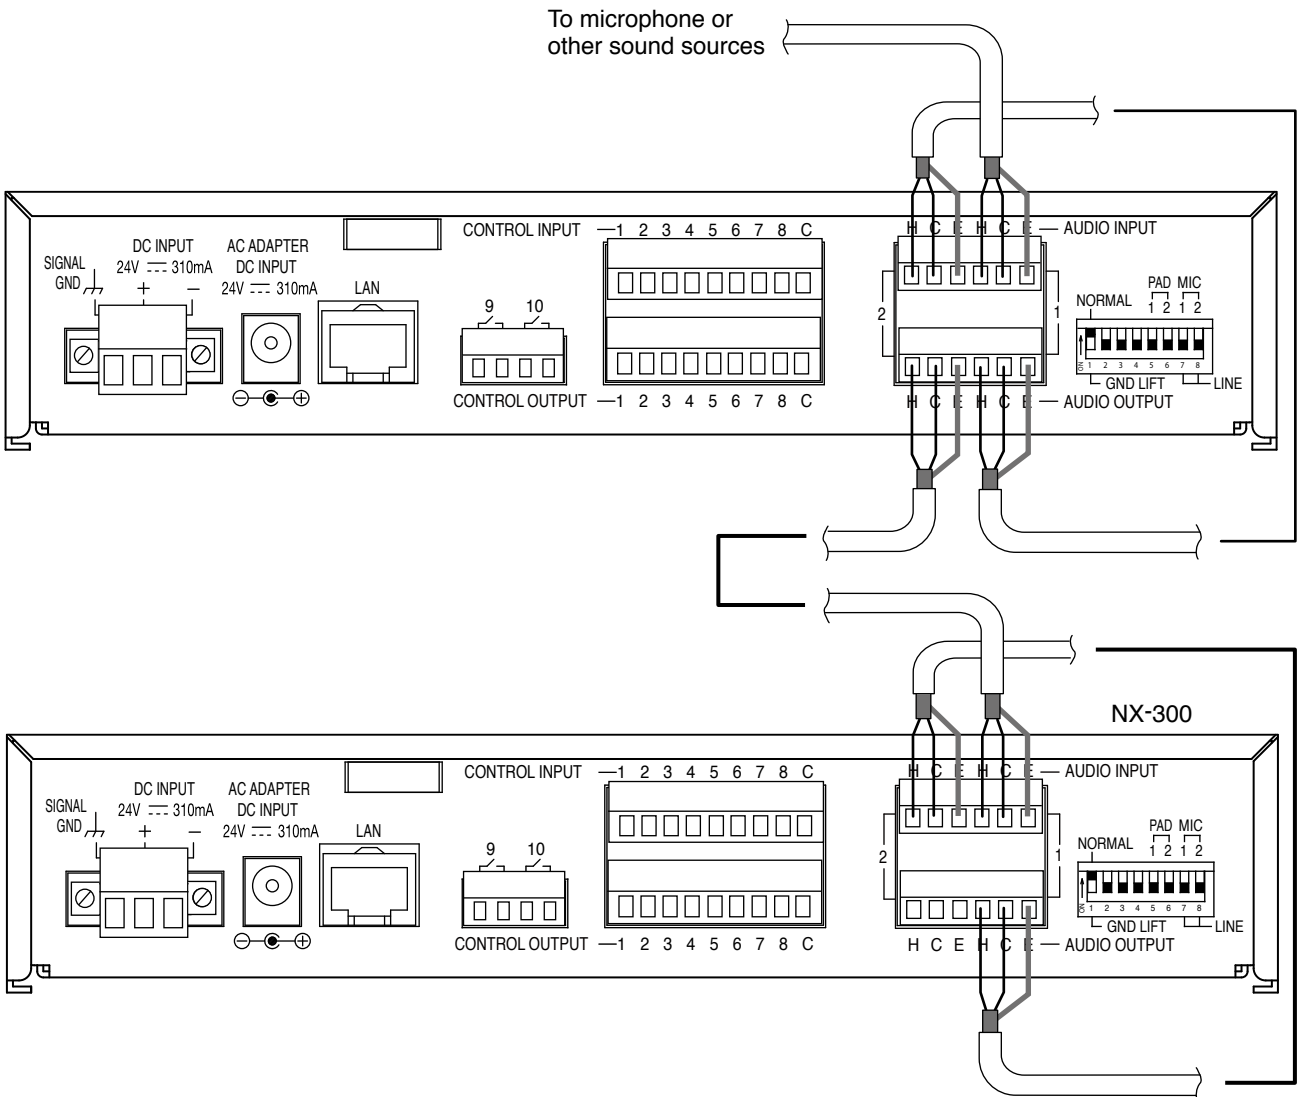 To microphone or
other sound sources
CONTROL INPUT 1 2 3 4 5 6 7 8 C
H C E H C E AUDIO INPUT
DC INPUT
24V 310mA
AC ADAPTER
DC INPUT
24V 310mA
SIGNAL
GND
+ −
LAN
9 10
2 1
PAD MIC
NORMAL 1 2 1 2
ON 1 2 3 4 5 6 7 8
GND LIFT LINE
− +
CONTROL OUTPUT 1 2 3 4 5 6 7 8 C
H C E H C E AUDIO OUTPUT
NX-300
CONTROL INPUT 1 2 3 4 5 6 7 8 C
H C E H C E AUDIO INPUT
DC INPUT
24V 310mA
AC ADAPTER
DC INPUT
24V 310mA
SIGNAL
GND
+ −
LAN
9 10
2 1
PAD MIC
NORMAL 1 2 1 2
ON 1 2 3 4 5 6 7 8
GND LIFT LINE
− +
CONTROL OUTPUT 1 2 3 4 5 6 7 8 C
H C E H C E AUDIO OUTPUT